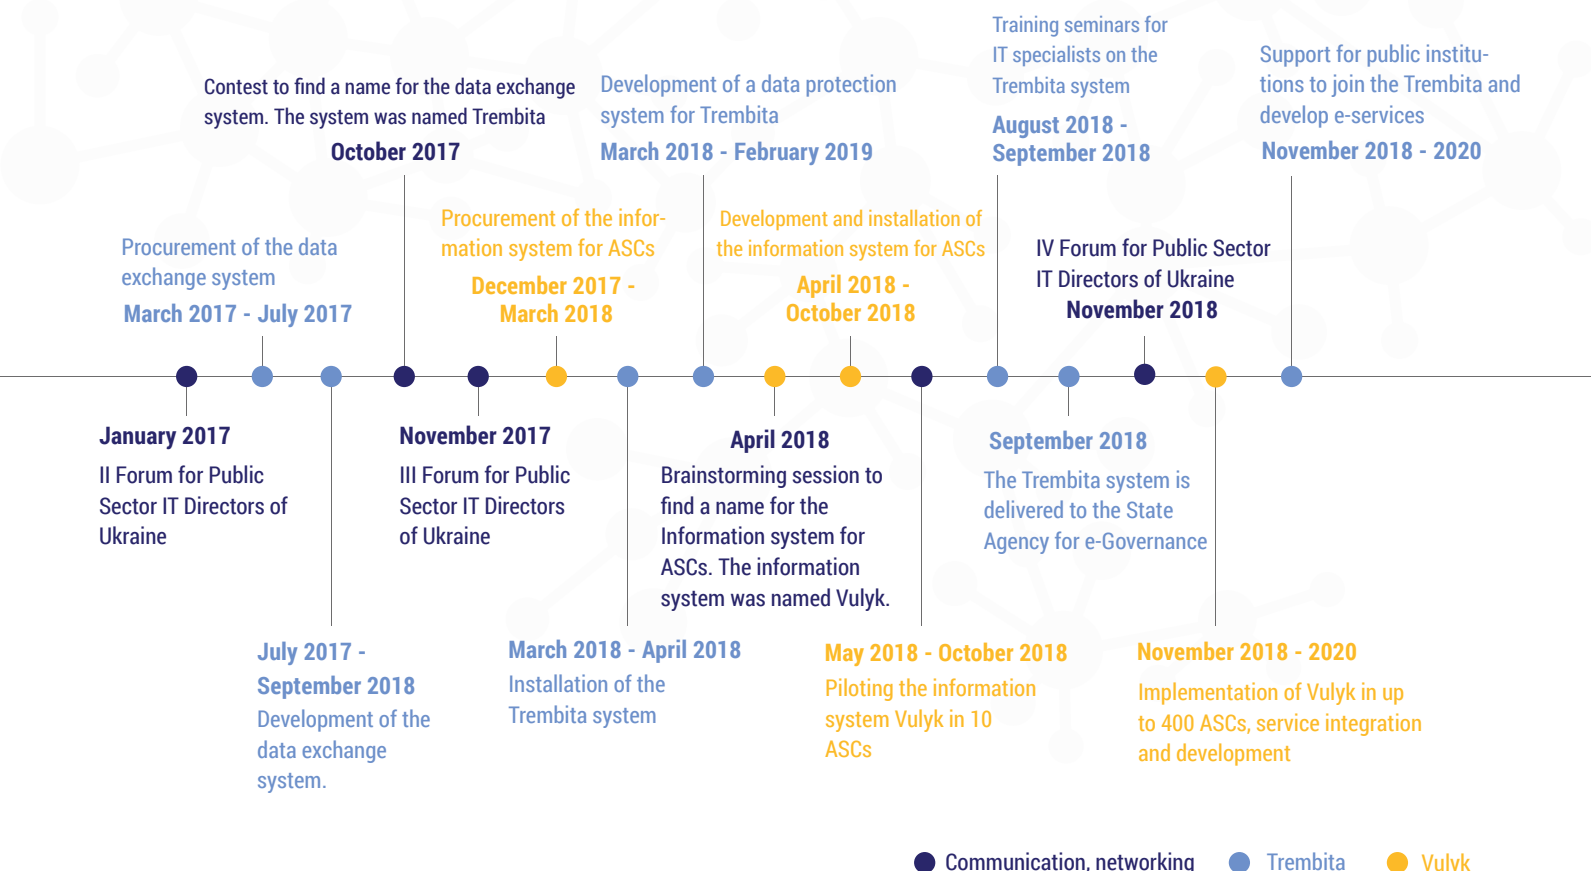 Training seminars for
IT specialists on the
Trembita system
August 2018 -
September 2018
Support for public institu-
tions to join the Trembita and
develop e-services
November 2018 - 2020
Contest to find a name for the data exchange
system. The system was named Trembita
October 2017
Development of a data protection
system for Trembita
March 2018 - February 2019
Procurement of the data
exchange system
March 2017 - July 2017
Procurement of the infor-
mation system for ASCs
December 2017 -
March 2018
Development and installation of
the information system for ASCs
April 2018 -
October 2018
IV Forum for Public Sector
IT Directors of Ukraine
November 2018
January 2017
II Forum for Public
Sector IT Directors of
Ukraine
November 2017
III Forum for Public
Sector IT Directors
of Ukraine
April 2018
Brainstorming session to
find a name for the
Information system for
ASCs. The information
system was named Vulyk.
September 2018
The Trembita system is
delivered to the State
Agency for e-Governance
July 2017 -
September 2018
Development of the
data exchange
system.
March 2018 - April 2018
Installation of the
Trembita system
May 2018 - October 2018
Piloting the information
system Vulyk in 10
ASCs
November 2018 - 2020
Implementation of Vulyk in up
to 400 ASCs, service integration
and development
Communication, networking
Trembita
Vulyk